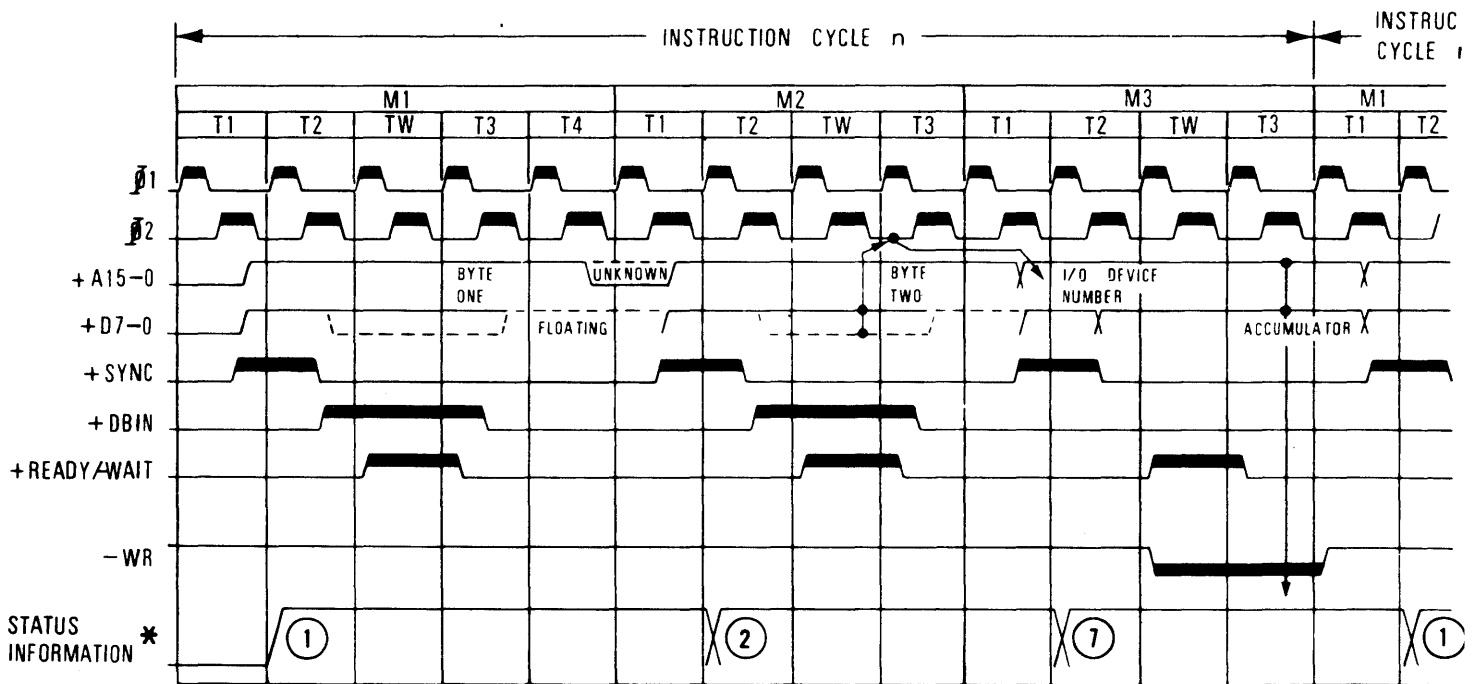 INSTRUCTION CYCLE n
INSTRUC
CYCLE
M1 M2 M3 M1
T1 T2 TW T3 T4 T1 T2 TW T3 T1 T2 TW T3 T1 T2
ϕ1
ϕ2
+A15-0 BYTE ONE UNKNOWN BYTE TWO I/O DEVICE NUMBER
+D7-0 FLOATING ACCUMULATOR
+SYNC
+DBIN
+READY/WAIT
-WR
STATUS INFORMATION * 1 2 7 1